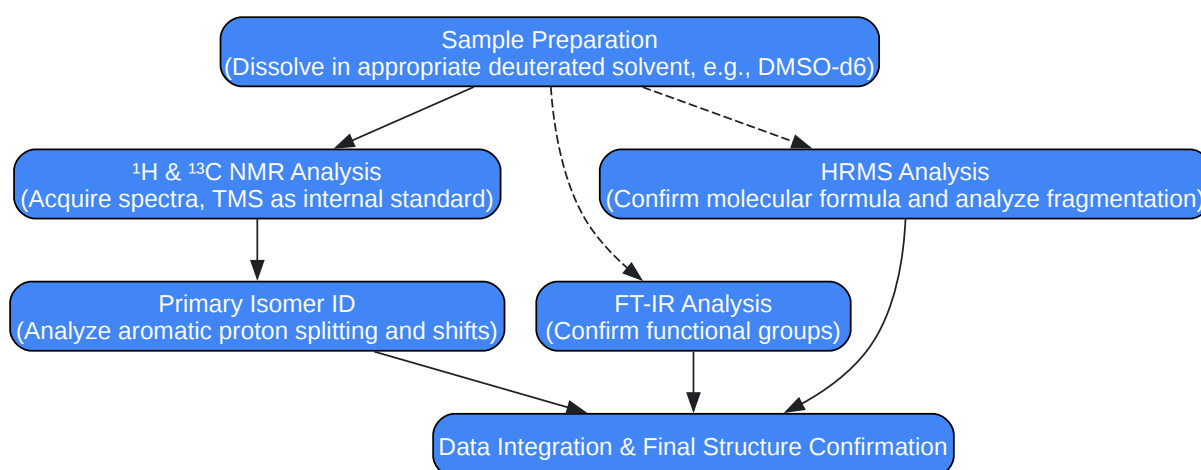 Sample Preparation
(Dissolve in appropriate deuterated solvent, e.g., DMSO-d6)
¹H & ¹³C NMR Analysis
(Acquire spectra, TMS as internal standard)
HRMS Analysis
(Confirm molecular formula and analyze fragmentation)
Primary Isomer ID
(Analyze aromatic proton splitting and shifts)
FT-IR Analysis
(Confirm functional groups)
Data Integration & Final Structure Confirmation